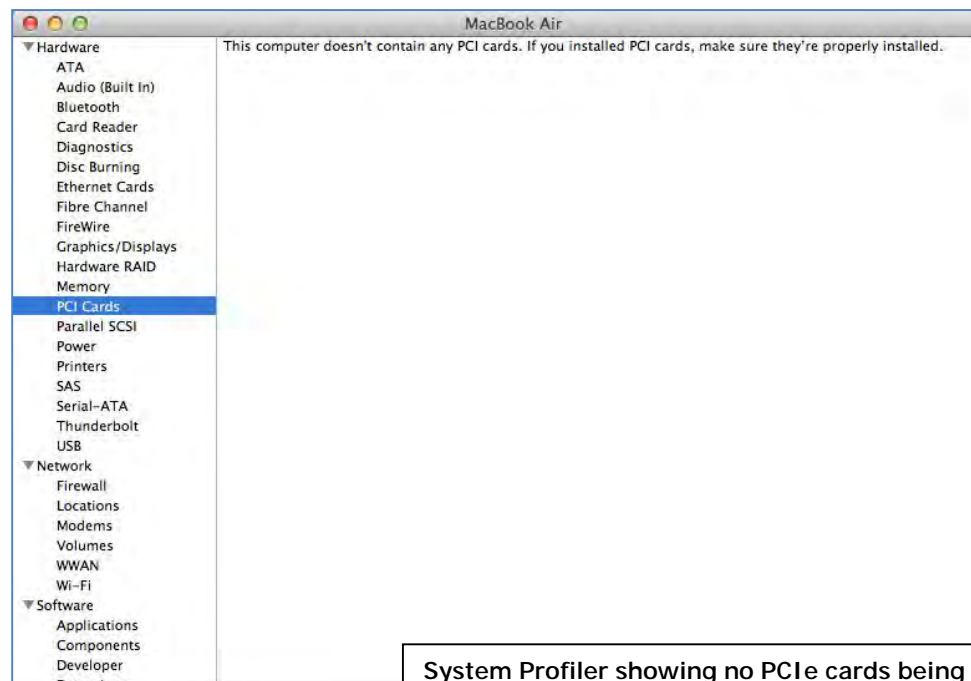 MacBook Air
▼Hardware
ATA
Audio (Built In)
Bluetooth
Card Reader
Diagnostics
Disc Burning
Ethernet Cards
Fibre Channel
FireWire
Graphics/Displays
Hardware RAID
Memory
PCI Cards
Parallel SCSI
Power
Printers
SAS
Serial-ATA
Thunderbolt
USB
▼Network
Firewall
Locations
Modems
Volumes
WWAN
Wi-Fi
▼Software
Applications
Components
Developer
This computer doesn't contain any PCI cards. If you installed PCI cards, make sure they're properly installed.
System Profiler showing no PCIe cards being